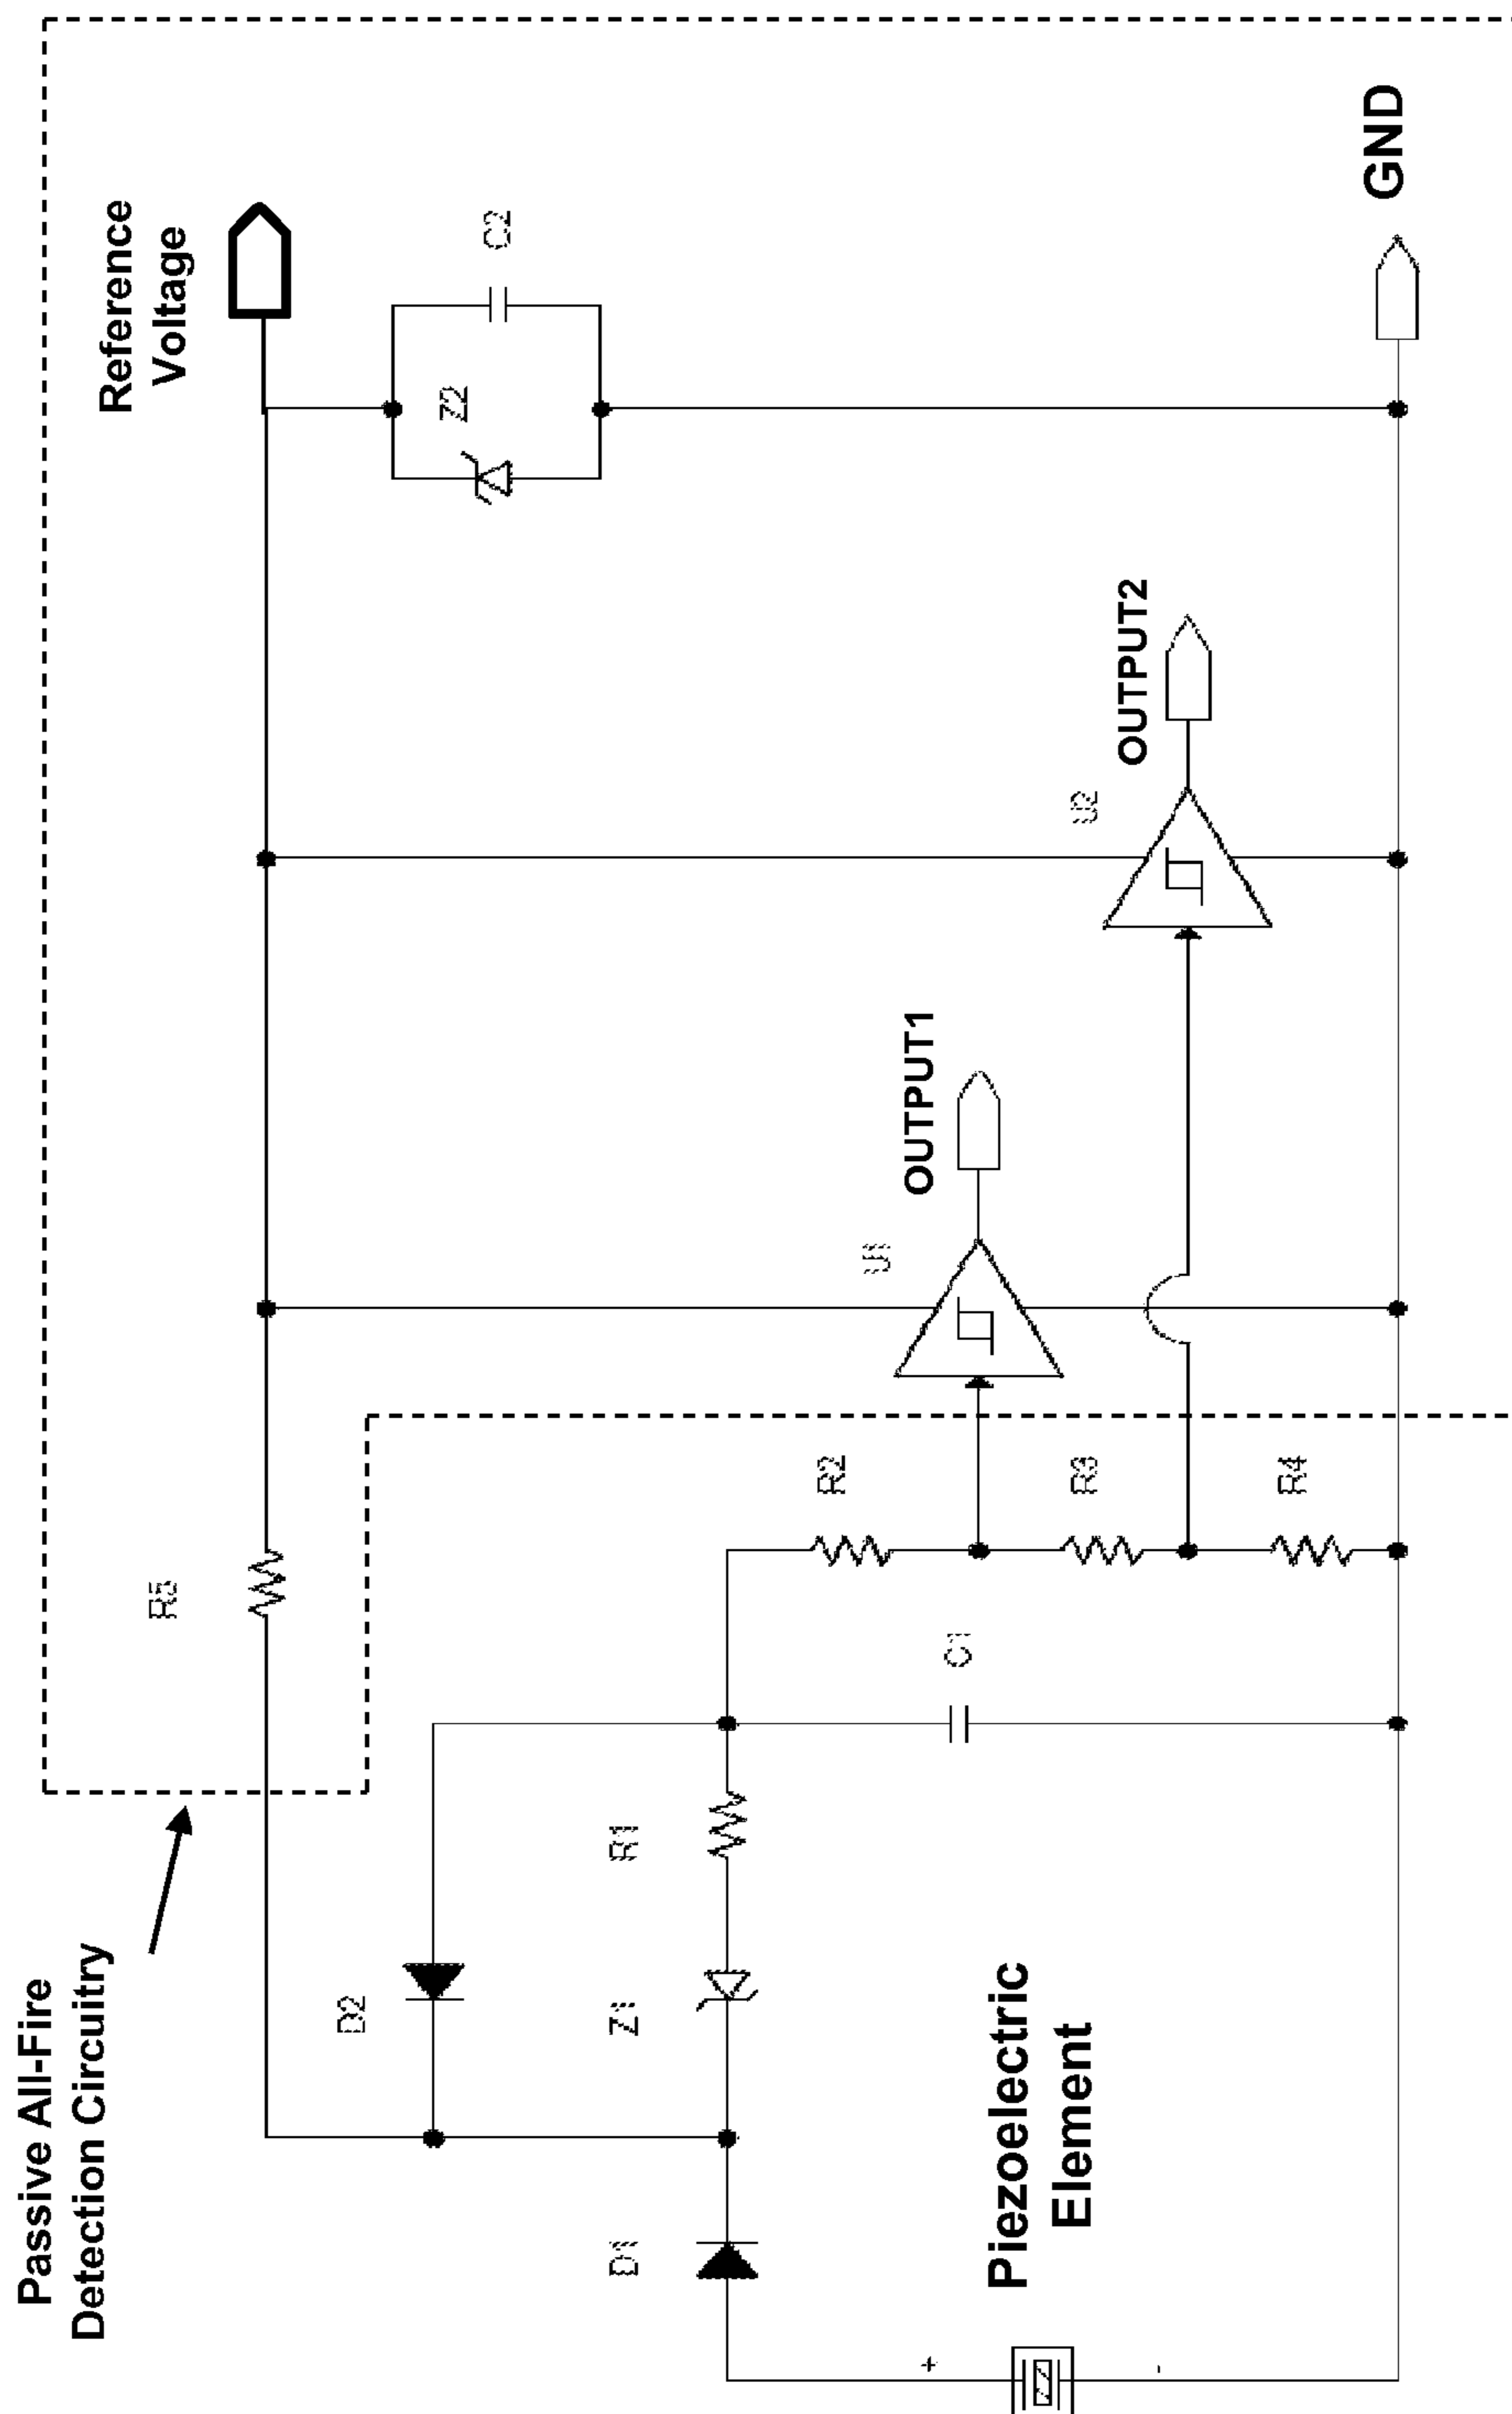 Passive All-Fire
Detection Circuitry
R5
Reference
Voltage
D2
Z2
C2
D1
Z1
R1
R2
U1
OUTPUT1
C1
Piezoelectric
Element
+
-
R3
U2
OUTPUT2
R4
GND